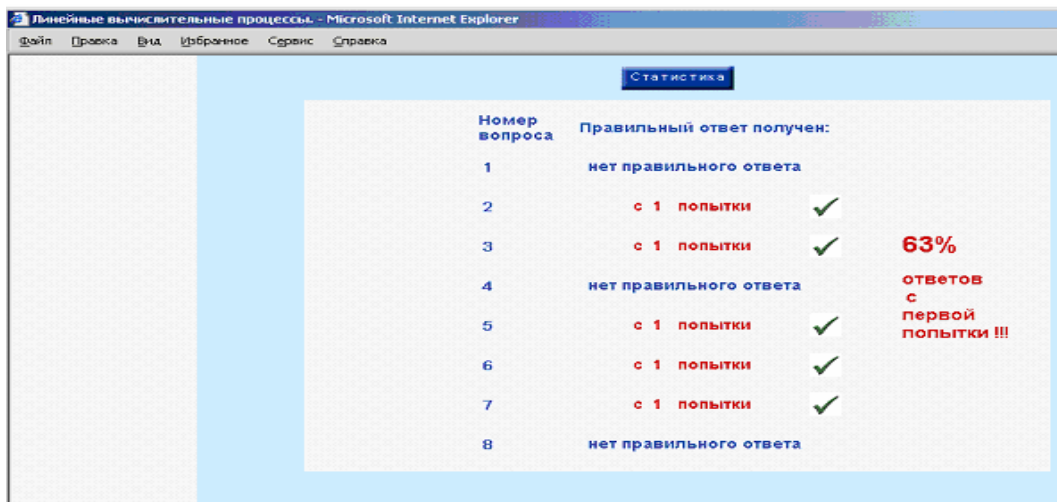 Линейные вычислительные процессы. - Microsoft Internet Explorer
Файл Правка Вид Избранное Сервис Справка
Статистика
Номер вопроса Правильный ответ получен:
1 нет правильного ответа
2 с 1 попытки
3 с 1 попытки
4 нет правильного ответа
5 с 1 попытки
6 с 1 попытки
7 с 1 попытки
8 нет правильного ответа
63%
ответов
с
первой
попытки !!!